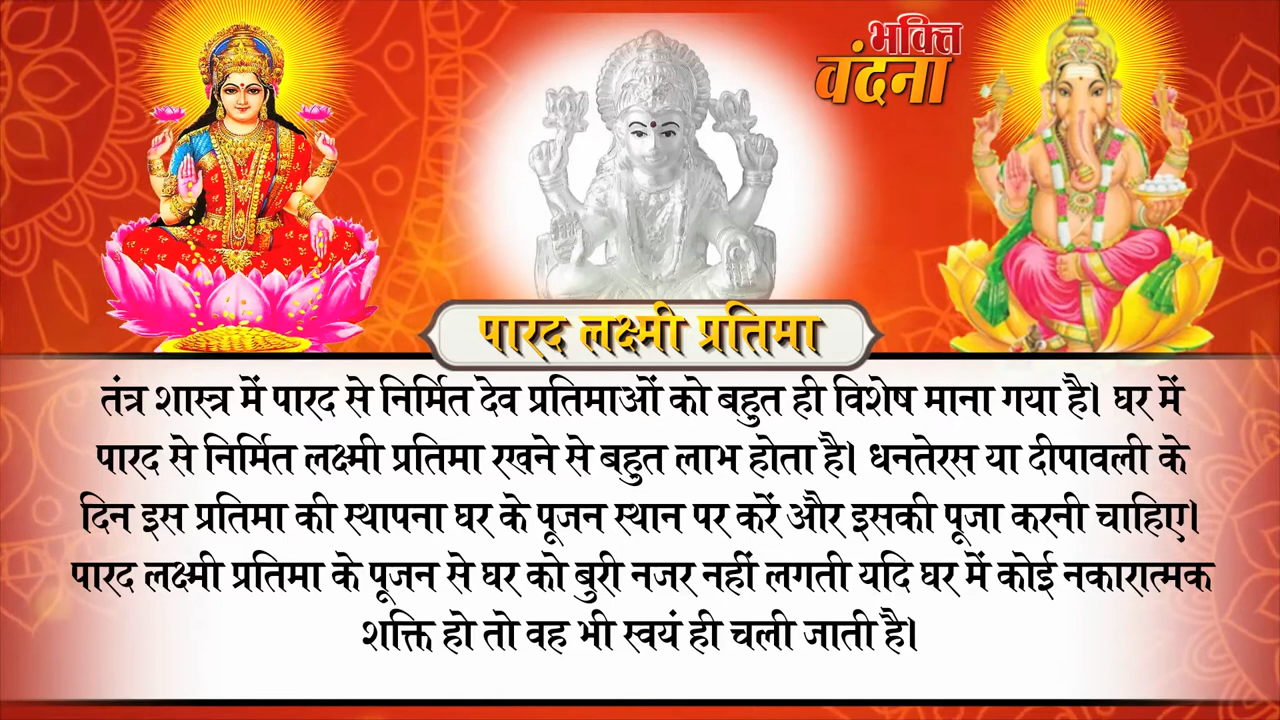 भक्ति
वंदना
पारद लक्ष्मी प्रतिमा
तंत्र शास्त्र में पारद से निर्मित देव प्रतिमाओं को बहुत ही विशेष माना गया है। घर में
पारद से निर्मित लक्ष्मी प्रतिमा रखने से बहुत लाभ होता है। धनतेरस या दीपावली के
दिन इस प्रतिमा की स्थापना घर के पूजन स्थान पर करें और इसकी पूजा करनी चाहिए।
पारद लक्ष्मी प्रतिमा के पूजन से घर को बुरी नजर नहीं लगती यदि घर में कोई नकारात्मक
शक्ति हो तो वह भी स्वयं ही चली जाती है।